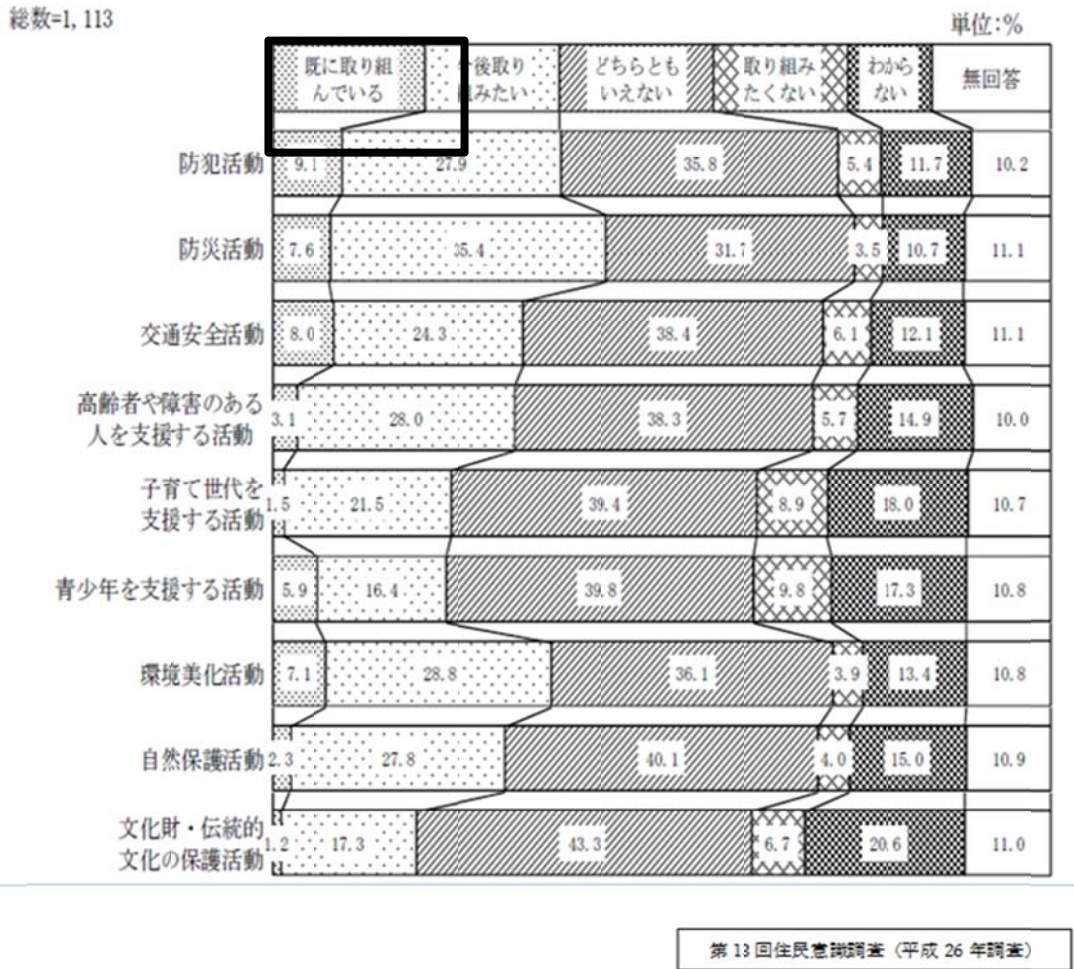 総数=1,113
単位:%
既に取り組んでいる 今後取り組みたい どちらともいえない 取り組みたくない わからない 無回答
防犯活動 9.1 27.9 35.8 5.4 11.7 10.2
防災活動 7.6 35.4 31.7 3.5 10.7 11.1
交通安全活動 8.0 24.3 38.4 6.1 12.1 11.1
高齢者や障害のある
人を支援する活動 3.1 28.0 38.3 5.7 14.9 10.0
子育て世代を
支援する活動 1.5 21.5 39.4 8.9 18.0 10.7
青少年を支援する活動 5.9 16.4 39.8 9.8 17.3 10.8
環境美化活動 7.1 28.8 36.1 3.9 13.4 10.8
自然保護活動 2.3 27.8 40.1 4.0 15.0 10.9
文化財・伝統的
文化の保護活動 1.2 17.3 43.3 6.7 20.6 11.0
第13回住民意識調査（平成26年調査）